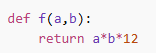 def f(a,b):
    return a*b*12